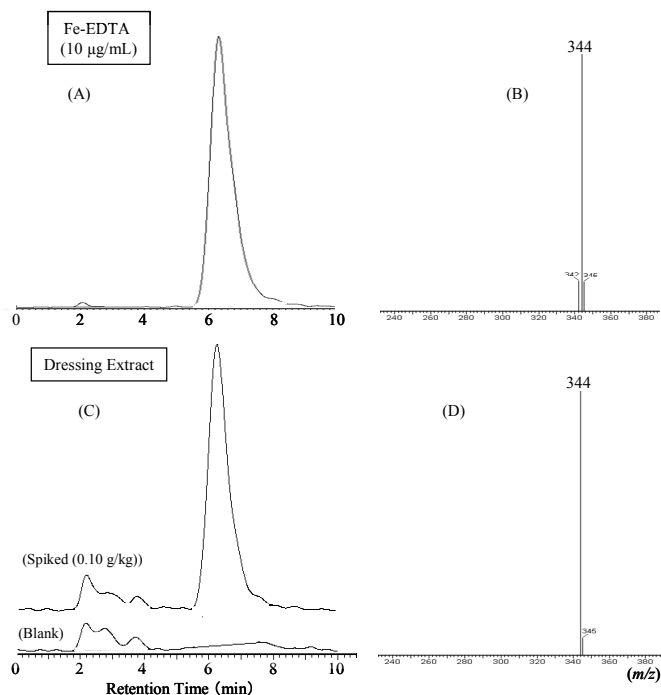 Fe-EDTA
(10 µg/mL)
(A)
0 2 4 6 8 10
344
(B)
342 346
240 260 280 300 320 340 360 380
Dressing Extract
(C)
(Spiked (0.10 g/kg))
(Blank)
0 2 4 6 8 10
Retention Time (min)
344
(D)
345
240 260 280 300 320 340 360 380
(m/z)